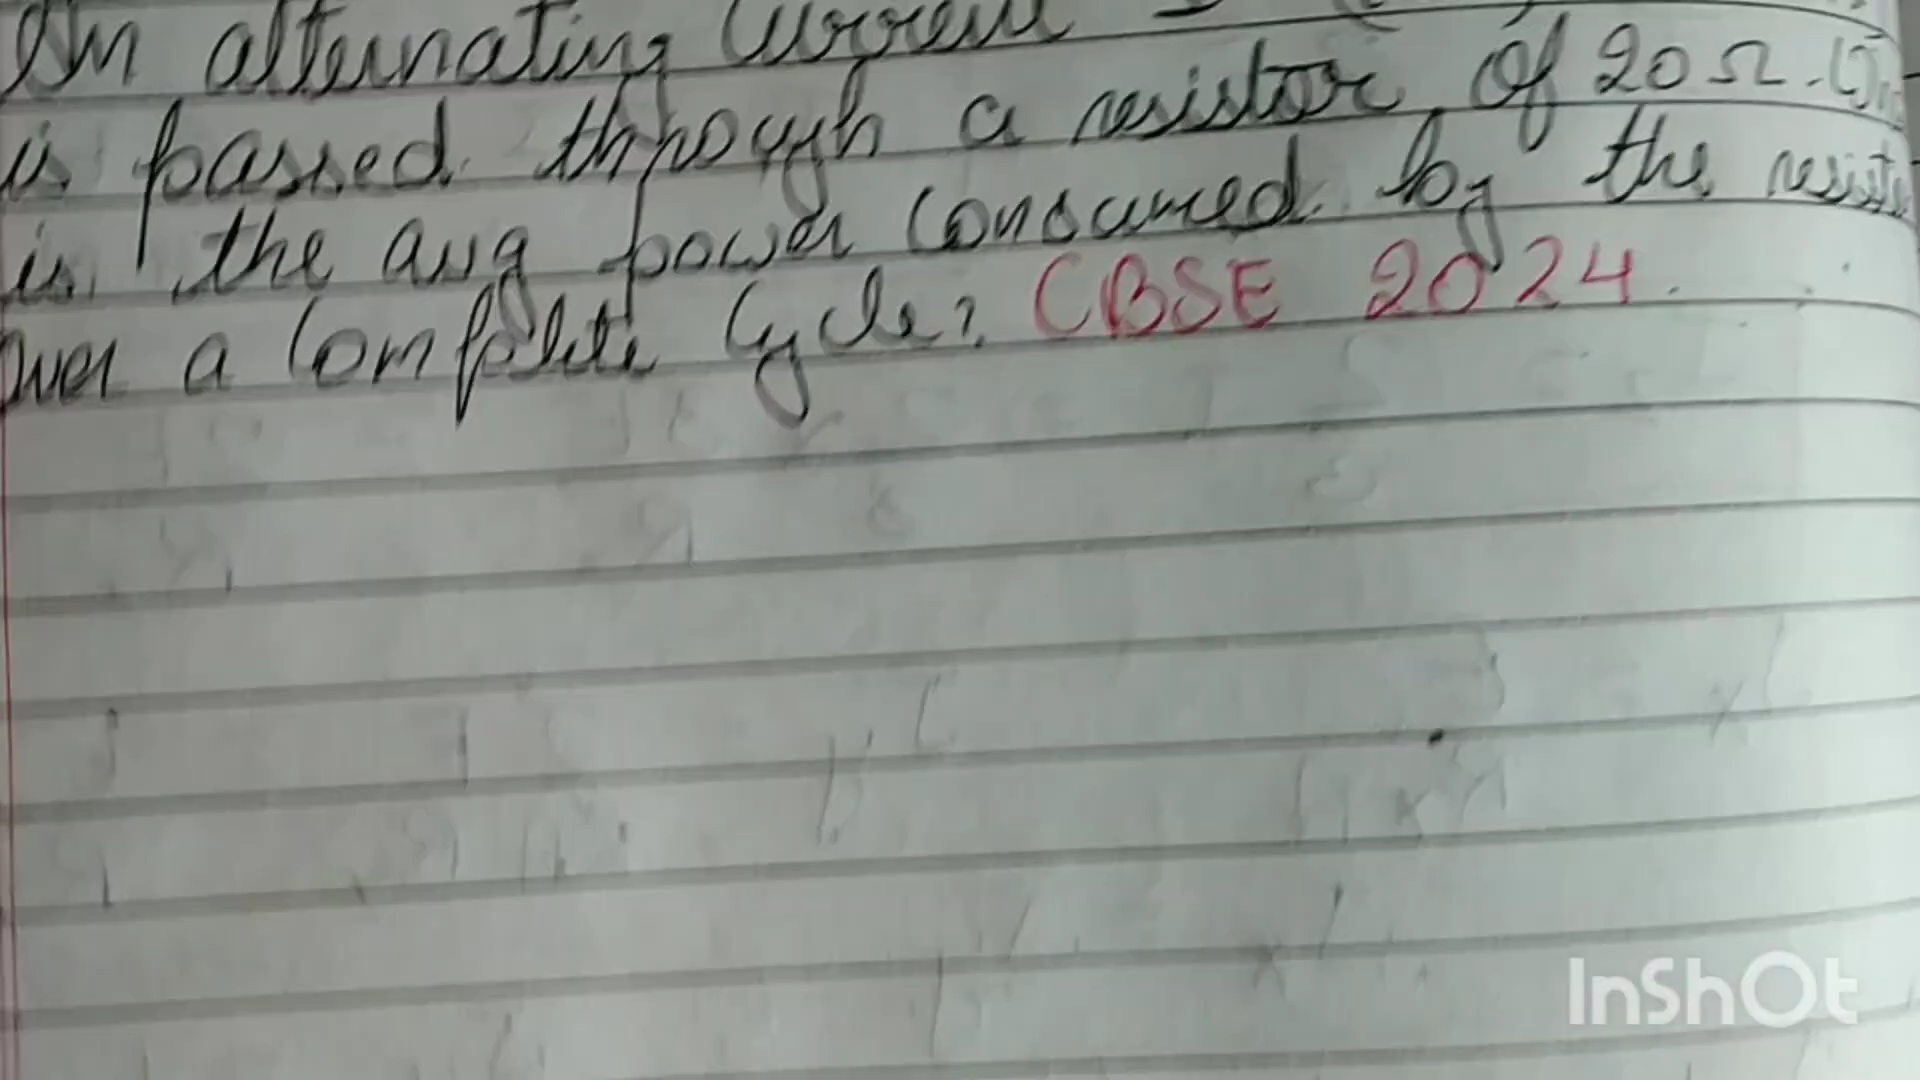 An alternating Current I
is passed through a resistor of 20 Ω.
is the avg power consumed by the
over a complete Cycle? CBSE 2024.
InShOt